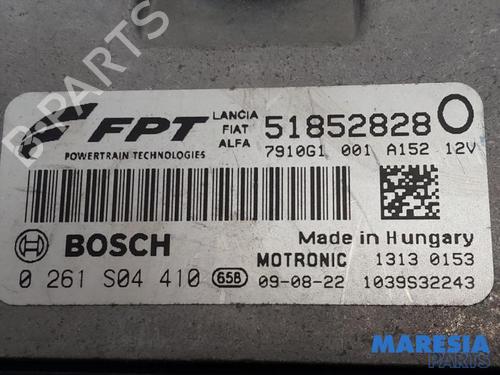 B-PARTS
FPT
POWERTRAIN TECHNOLOGIES
LANCIA
FIAT
ALFA
51852828 O
7910G1 001 A152 12V
BOSCH
Made in Hungary
0 261 S04 410 65B
MOTRONIC 1313 0153
09-08-22 1039S32243
MARESIA
parts